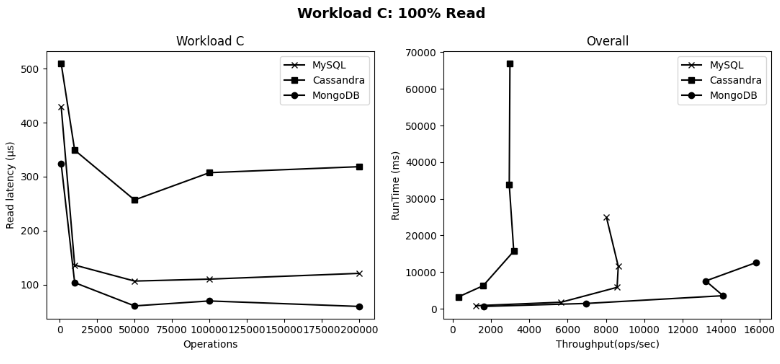 Workload C: 100% Read
Workload C
Read latency (µs)
500
400
300
200
100
MySQL
Cassandra
MongoDB
0 25000 50000 75000 100000 125000 150000 175000 200000
Operations
Overall
RunTime (ms)
70000
60000
50000
40000
30000
20000
10000
0
MySQL
Cassandra
MongoDB
0 2000 4000 6000 8000 10000 12000 14000 16000
Throughput(ops/sec)